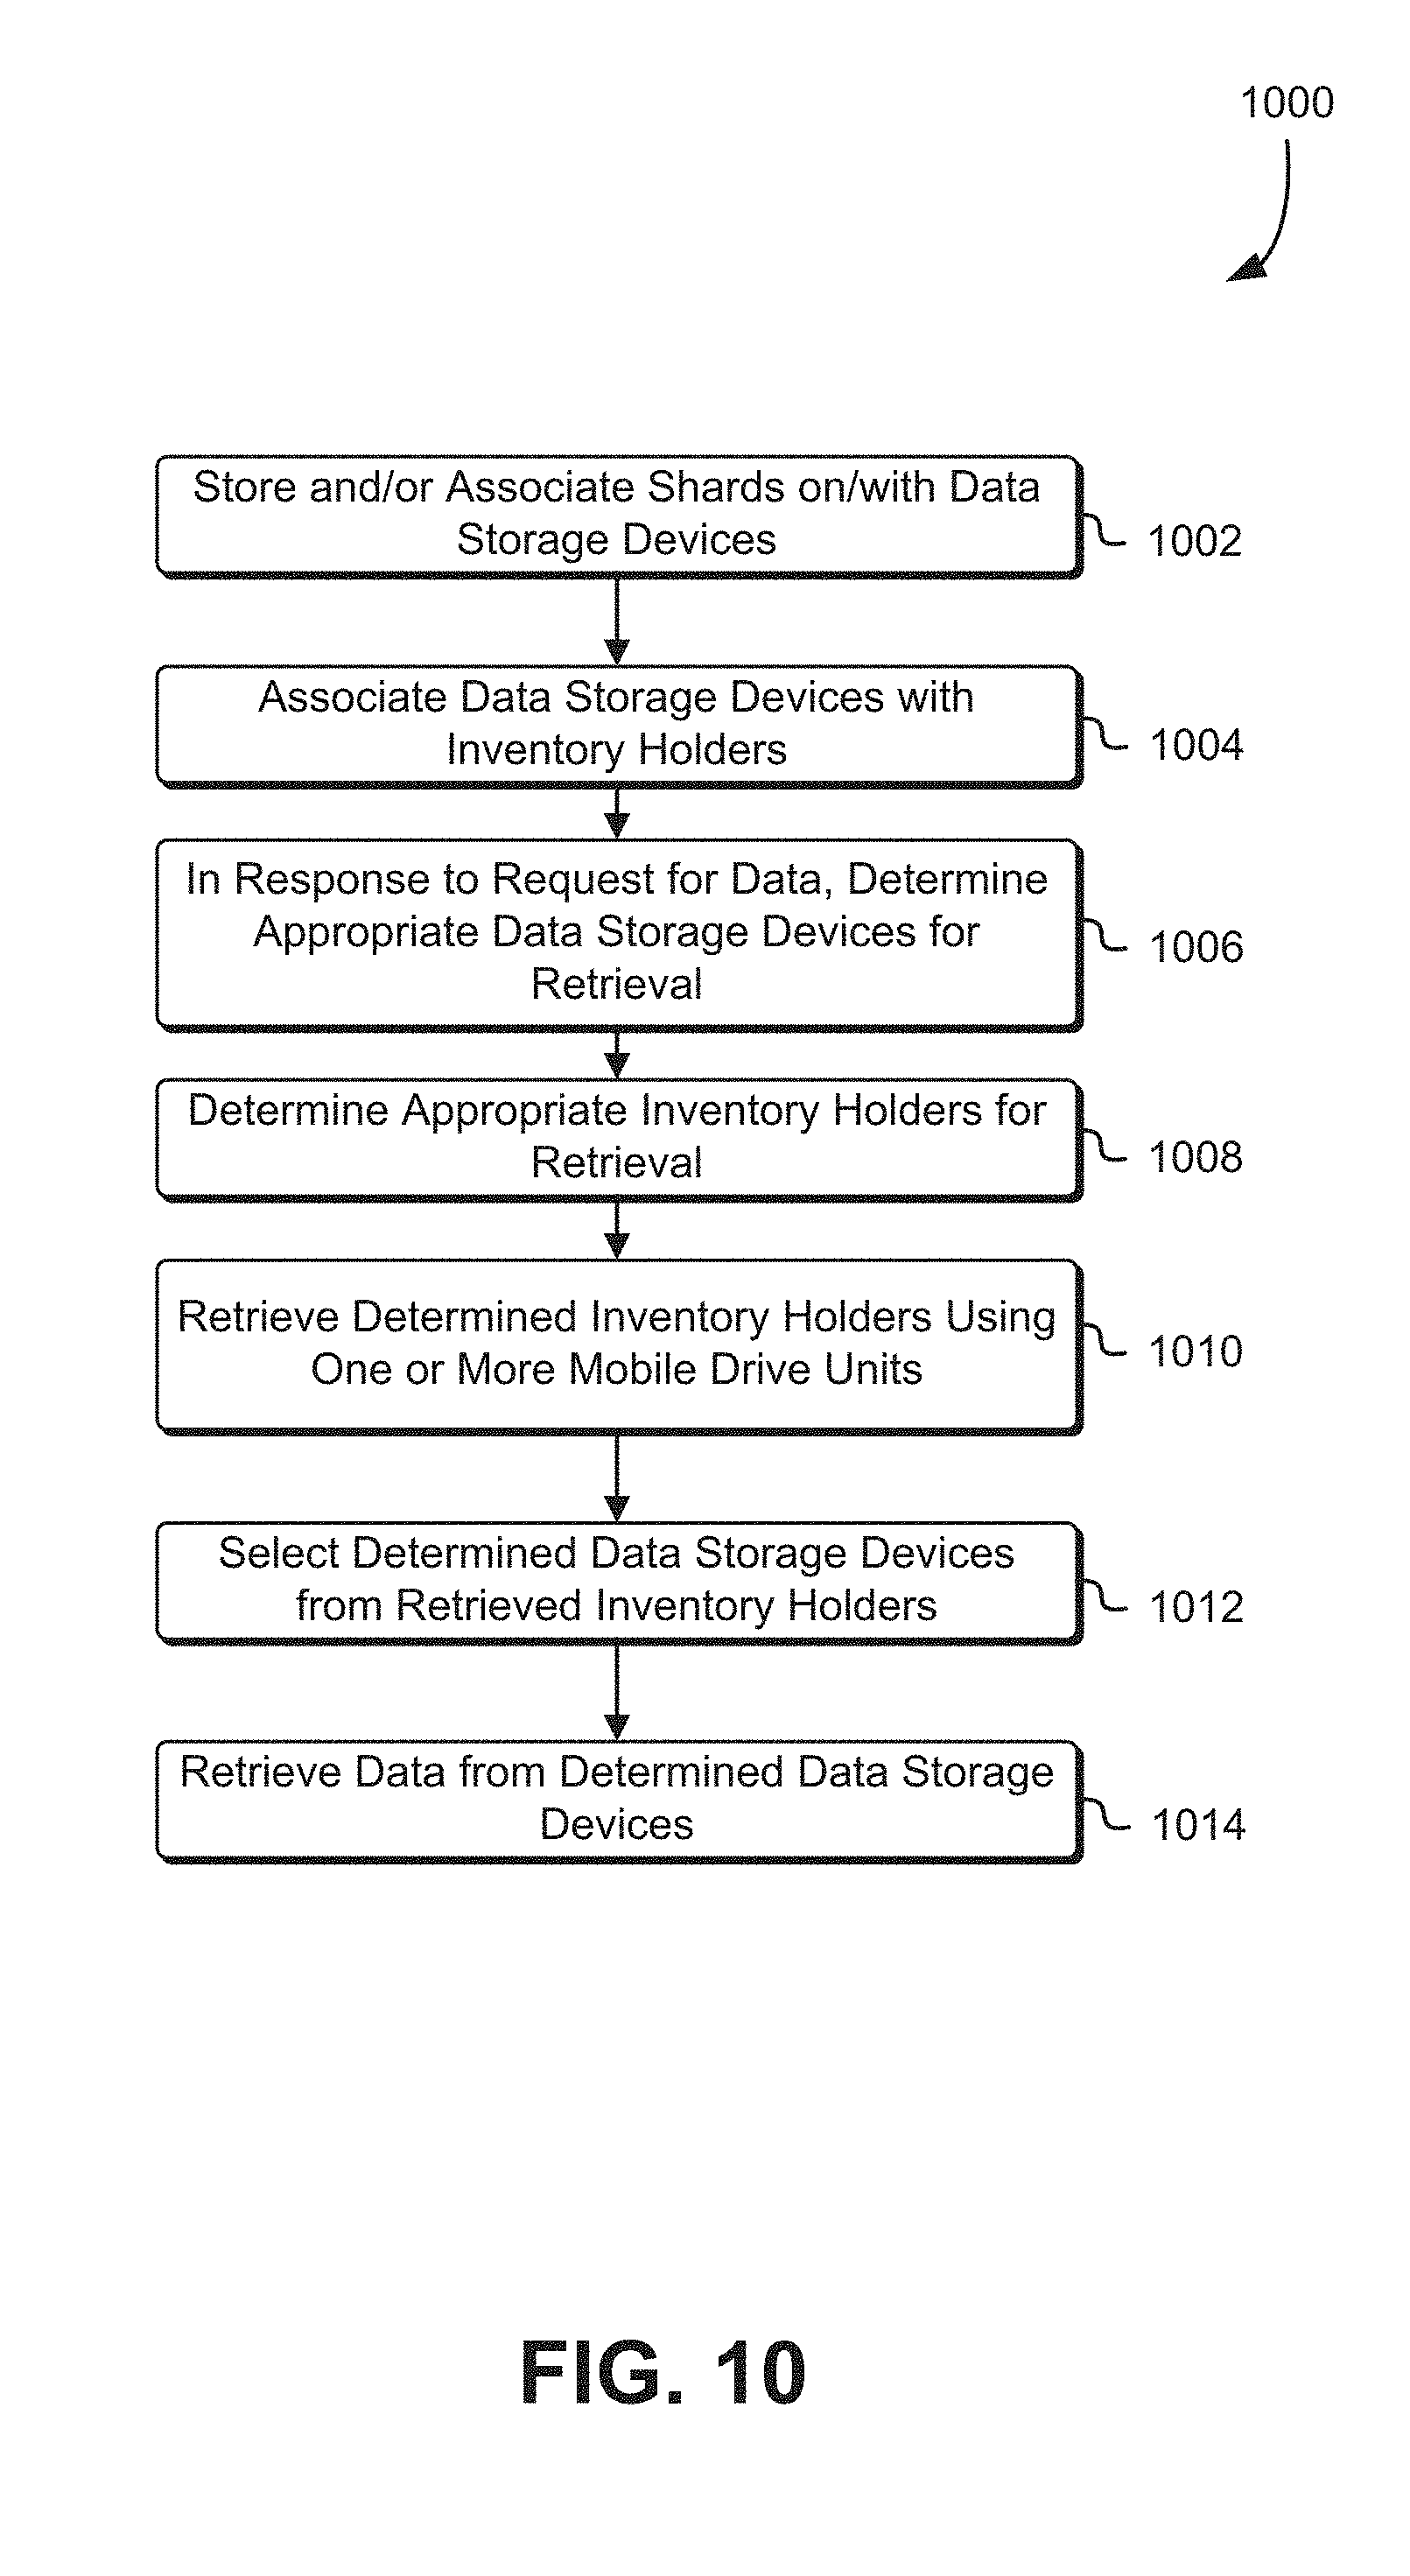 1000
Store and/or Associate Shards on/with Data
Storage Devices
1002
Associate Data Storage Devices with
Inventory Holders
1004
In Response to Request for Data, Determine
Appropriate Data Storage Devices for
Retrieval
1006
Determine Appropriate Inventory Holders for
Retrieval
1008
Retrieve Determined Inventory Holders Using
One or More Mobile Drive Units
1010
Select Determined Data Storage Devices
from Retrieved Inventory Holders
1012
Retrieve Data from Determined Data Storage
Devices
1014
FIG. 10